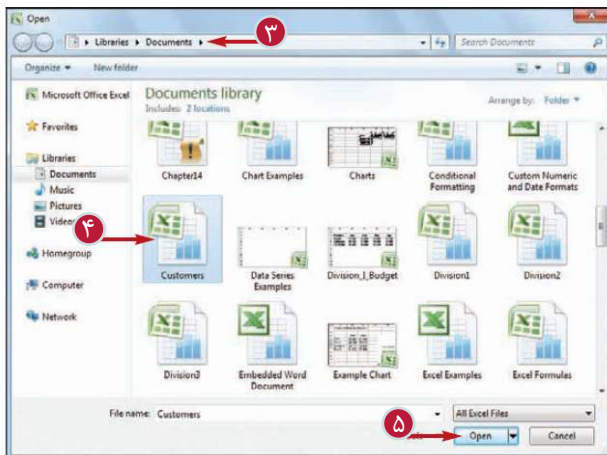 Open
Libraries ▸ Documents ▸
۳
Search Documents
Organize ▾ New folder
Microsoft Office Excel
Favorites
Libraries
Documents
Music
Pictures
Homegroup
Computer
Network
Documents library
Includes: 2 locations
Arrange by: Folder ▾
Chapter14
Chart Examples
Charts
Conditional Formatting
Custom Numeric and Date Formats
۴
Customers
Data Series Examples
Division_I_Budget
Division1
Division2
Division3
Embedded Word Document
Example Chart
Excel Examples
Excel Formulas
File name: Customers
All Excel Files
۵
Open
Cancel